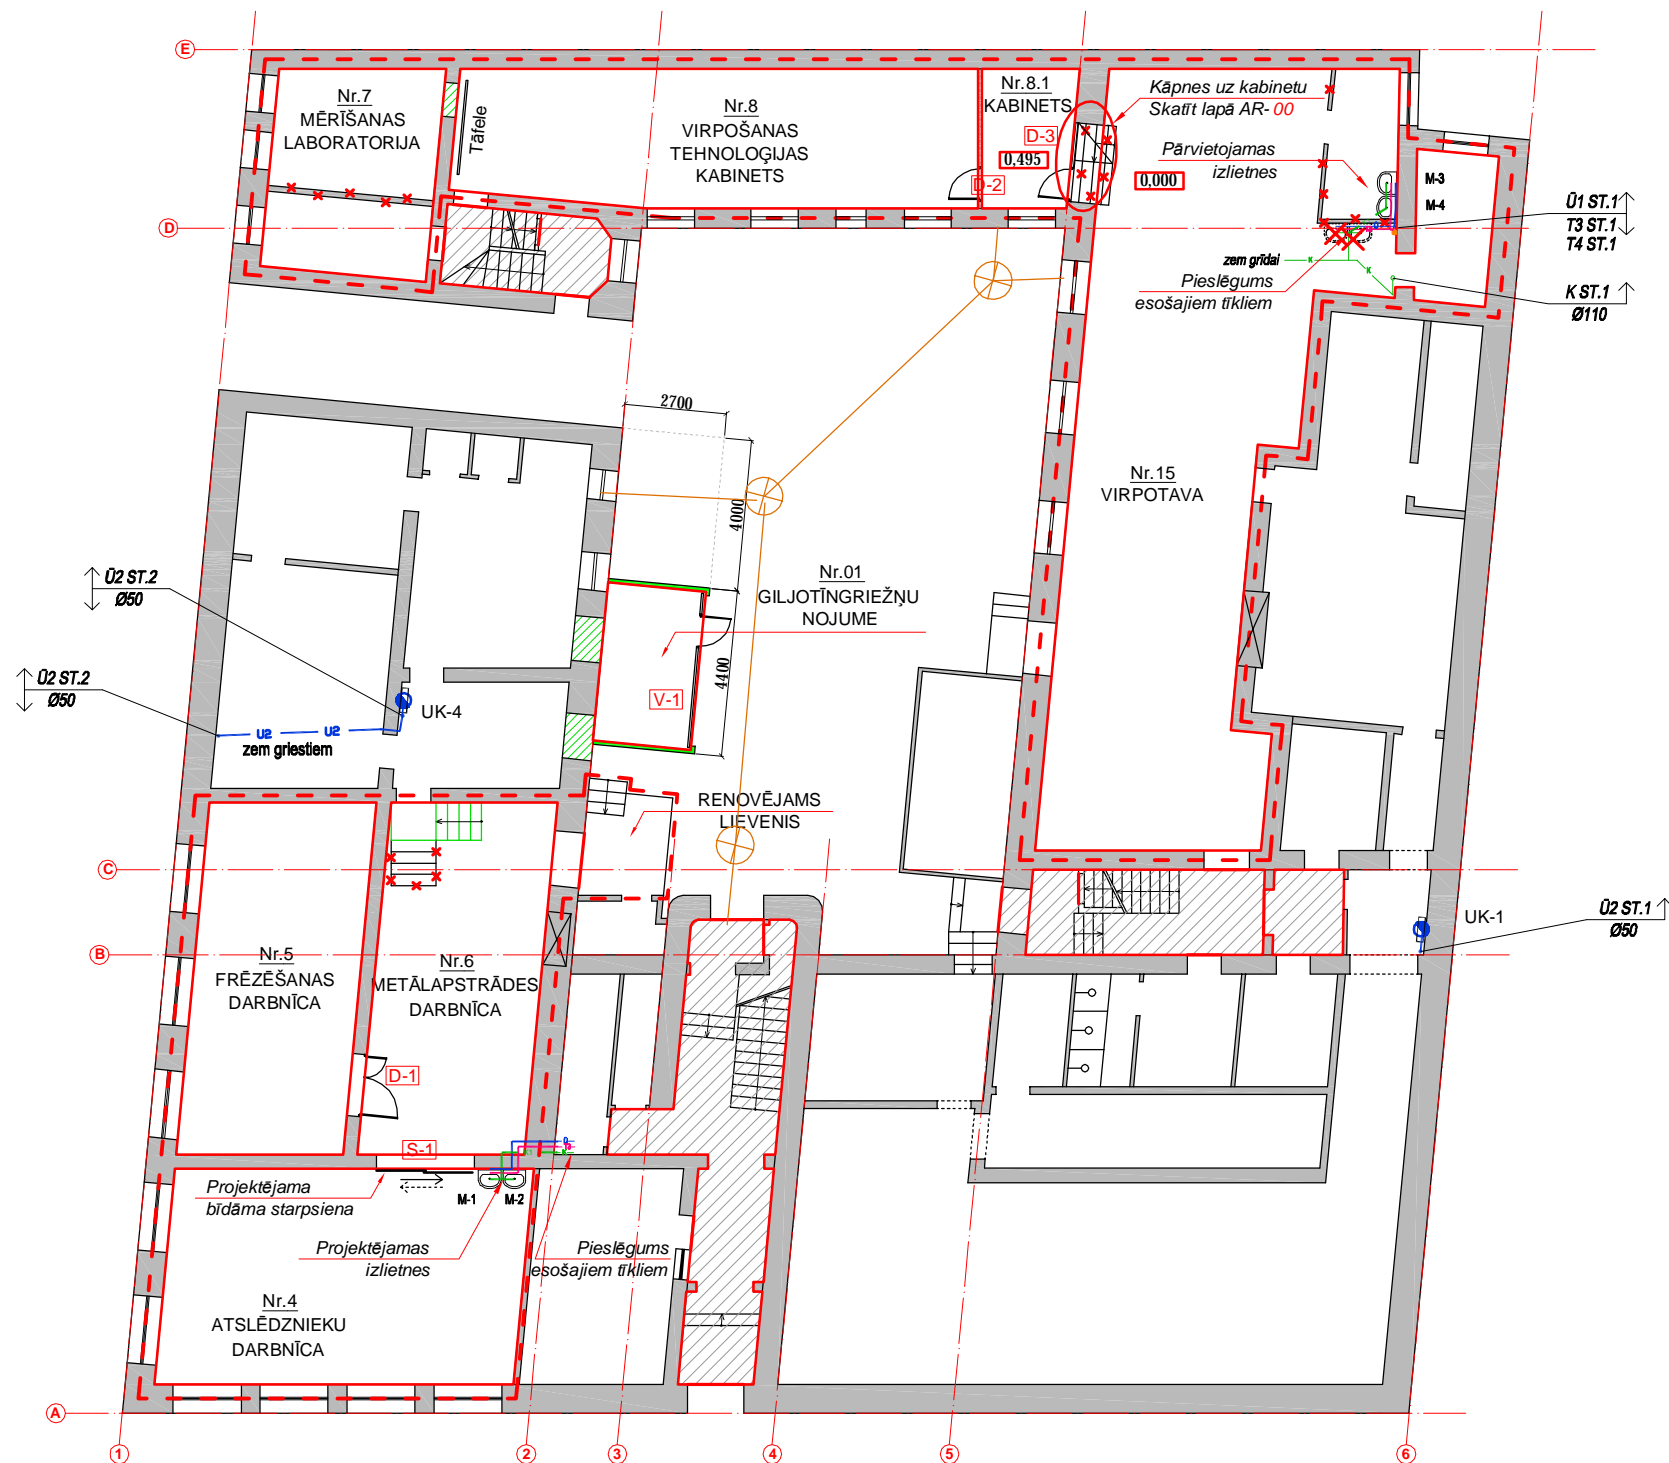 E
Nr.7
MĒRĪŠANAS
LABORATORIJA
Tāfele
Nr.8
VIRPOŠANAS
TEHNOLOĢIJAS
KABINETS
Nr.8.1
KABINETS
D-3
0,495
D-2
Kāpnes uz kabinetu
Skatīt lapā AR- 00
Pārvietojamas
izlietnes
0,000
M-3
M-4
Ū1 ST.1
T3 ST.1
T4 ST.1
D
zem grīdai
K
K
Pieslēgums
esošajiem tīkliem
K ST.1
Ø110
2700
4000
Nr.15
VIRPOTAVA
Nr.01
GILJOTĪNGRIEŽŅU
NOJUME
Ū2 ST.2
Ø50
4400
V-1
Ū2 ST.2
Ø50
UK-4
U2
U2
zem griestiem
RENOVĒJAMS
LIEVENIS
C
Ū2 ST.1
Ø50
UK-1
B
Nr.5
FRĒZĒŠANAS
DARBNĪCA
Nr.6
METĀLAPSTRĀDES
DARBNĪCA
D-1
S-1
Projektējama
bīdāma starpsiena
M-1
M-2
Projektējamas
izlietnes
Pieslēgums
esošajiem tīkliem
Nr.4
ATSLĒDZNIEKU
DARBNĪCA
A
1
2
3
4
5
6